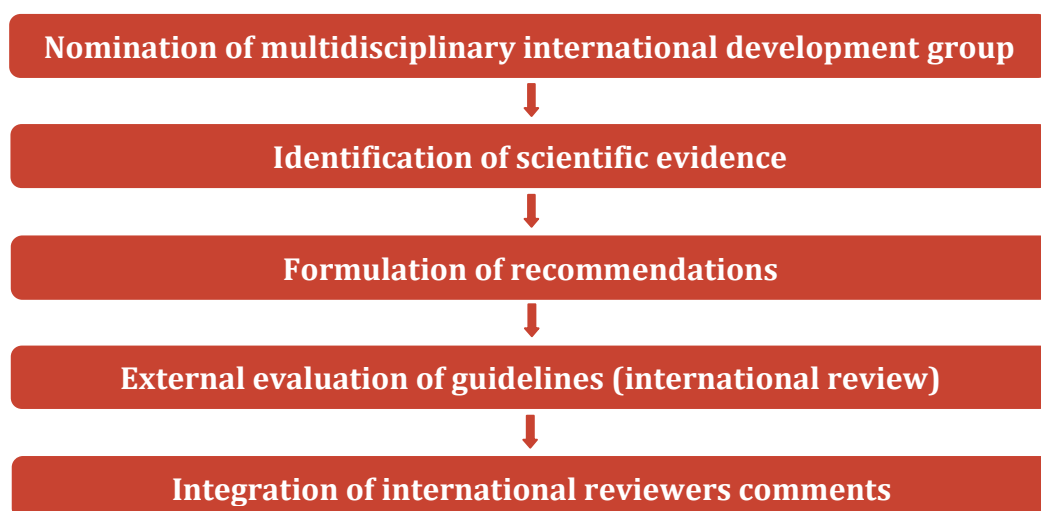 Nomination of multidisciplinary international development group
Identification of scientific evidence
Formulation of recommendations
External evaluation of guidelines (international review)
Integration of international reviewers comments